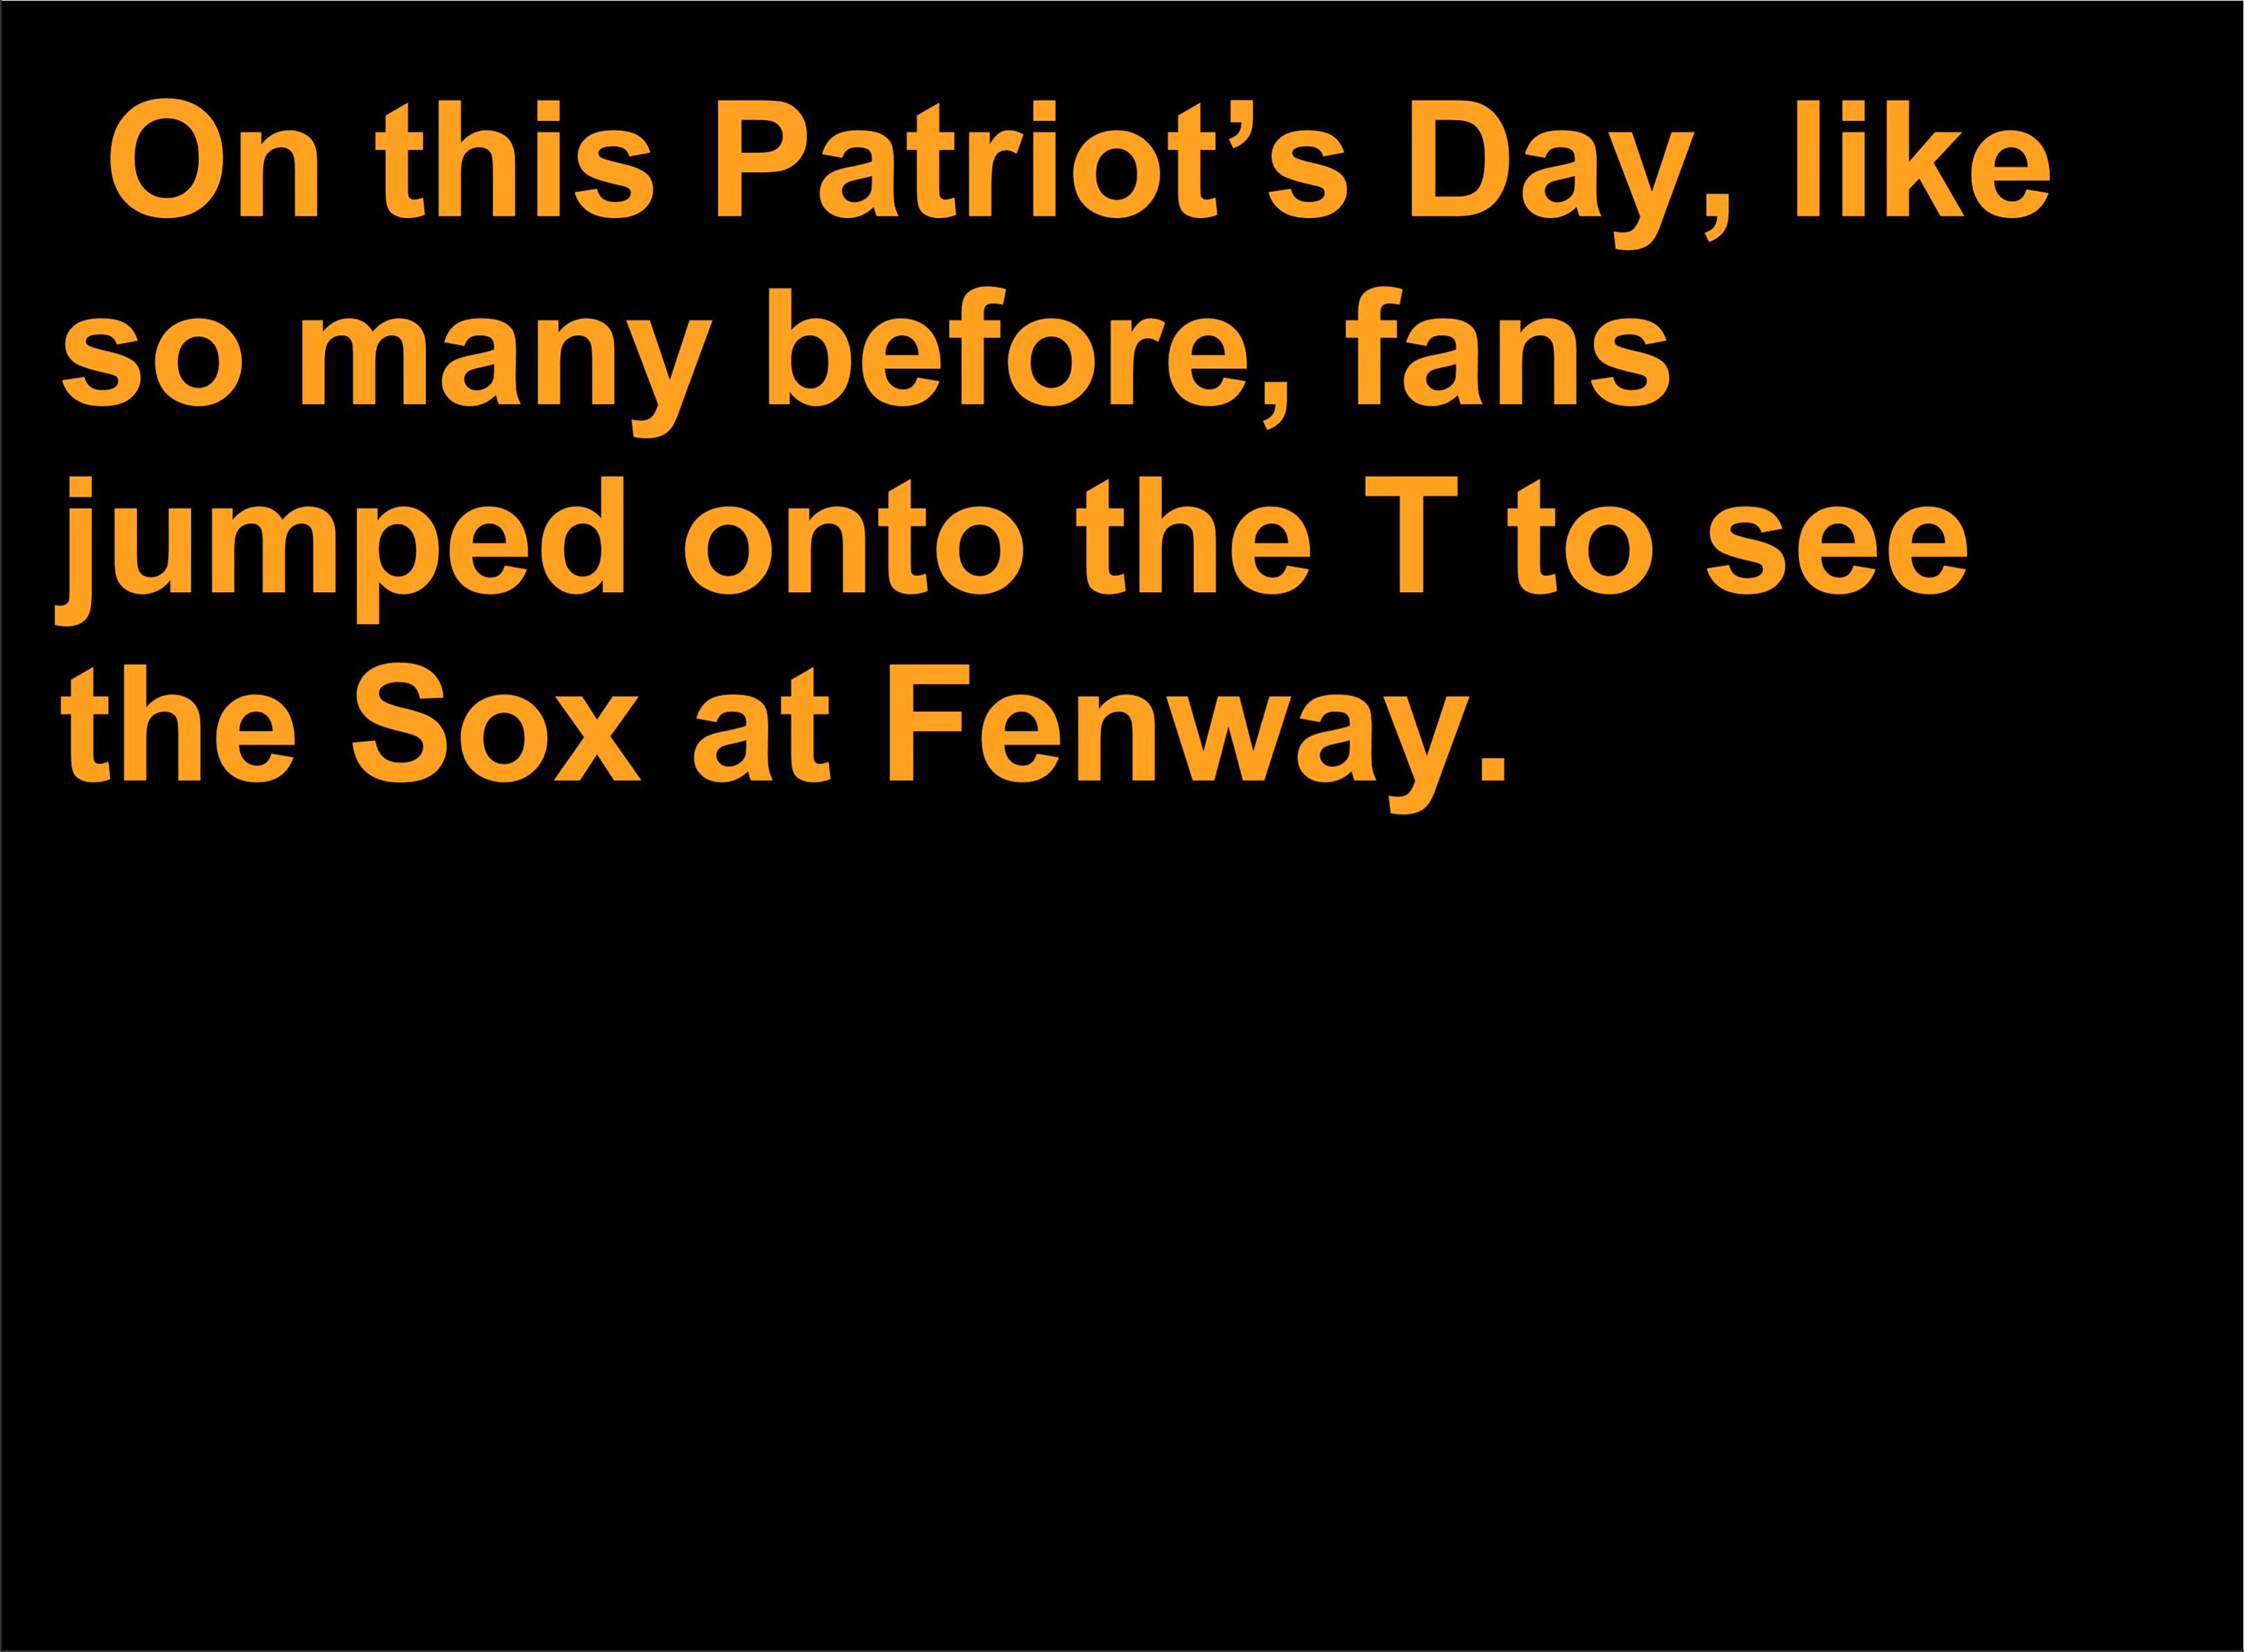 On this Patriot’s Day, like
so many before, fans
jumped onto the T to see
the Sox at Fenway.